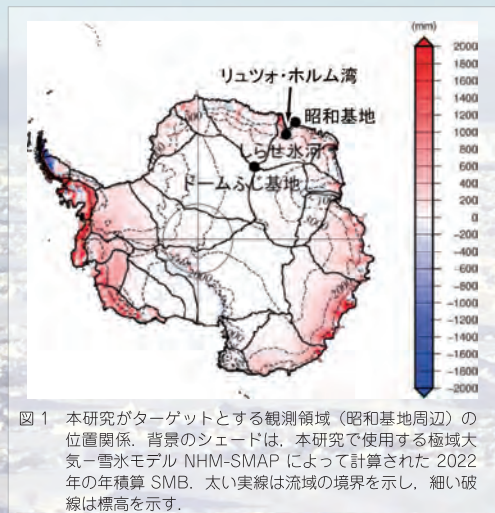 (mm)
2000
1800
1600
1400
1200
1000
800
600
400
200
0
-200
-400
-600
-800
-1000
-1200
-1400
-1600
-1800
-2000
リュツォ・ホルム湾
昭和基地
しらせ氷河
ドームふじ基地
図1 本研究がターゲットとする観測領域（昭和基地周辺）の
位置関係．背景のシェードは，本研究で使用する極域大
気－雪氷モデル NHM-SMAP によって計算された 2022
年の年積算 SMB．太い実線は流域の境界を示し，細い破
線は標高を示す．